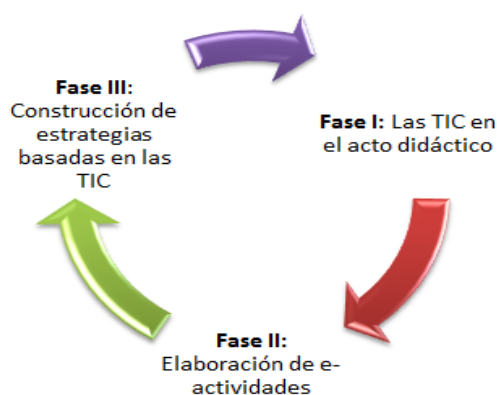 Fase III:
Construcción de
estrategias
basadas en las
TIC
Fase I: Las TIC en
el acto didáctico
Fase II:
Elaboración de e-
actividades